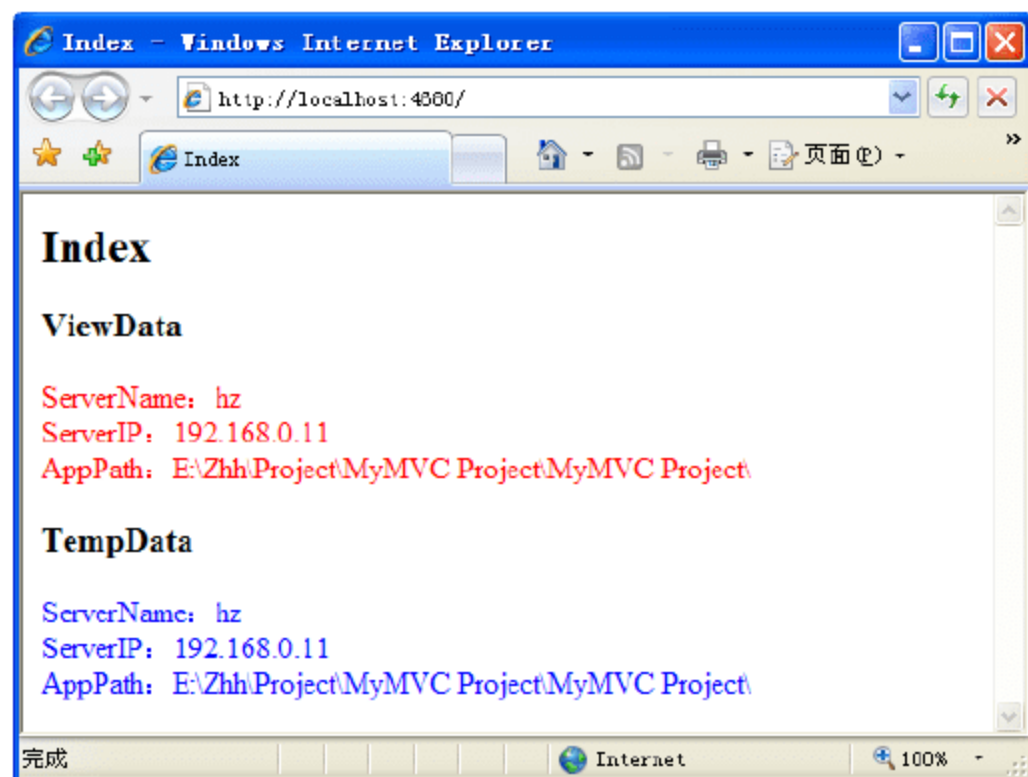 Index - Windows Internet Explorer
http://localhost:4880/
Index
页面(P)
Index
ViewData
ServerName：hz
ServerIP：192.168.0.11
AppPath：E:\Zhh\Project\MyMVC Project\MyMVC Project\
TempData
ServerName：hz
ServerIP：192.168.0.11
AppPath：E:\Zhh\Project\MyMVC Project\MyMVC Project\
完成
Internet
100%